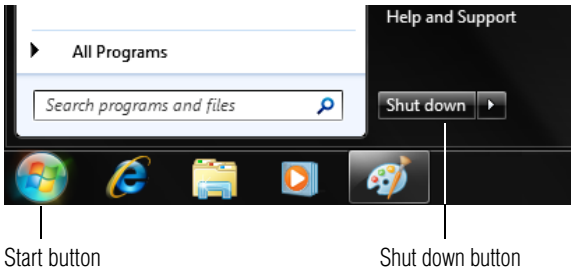 Help and Support
All Programs
Search programs and files
Shut down
Start button
Shut down button